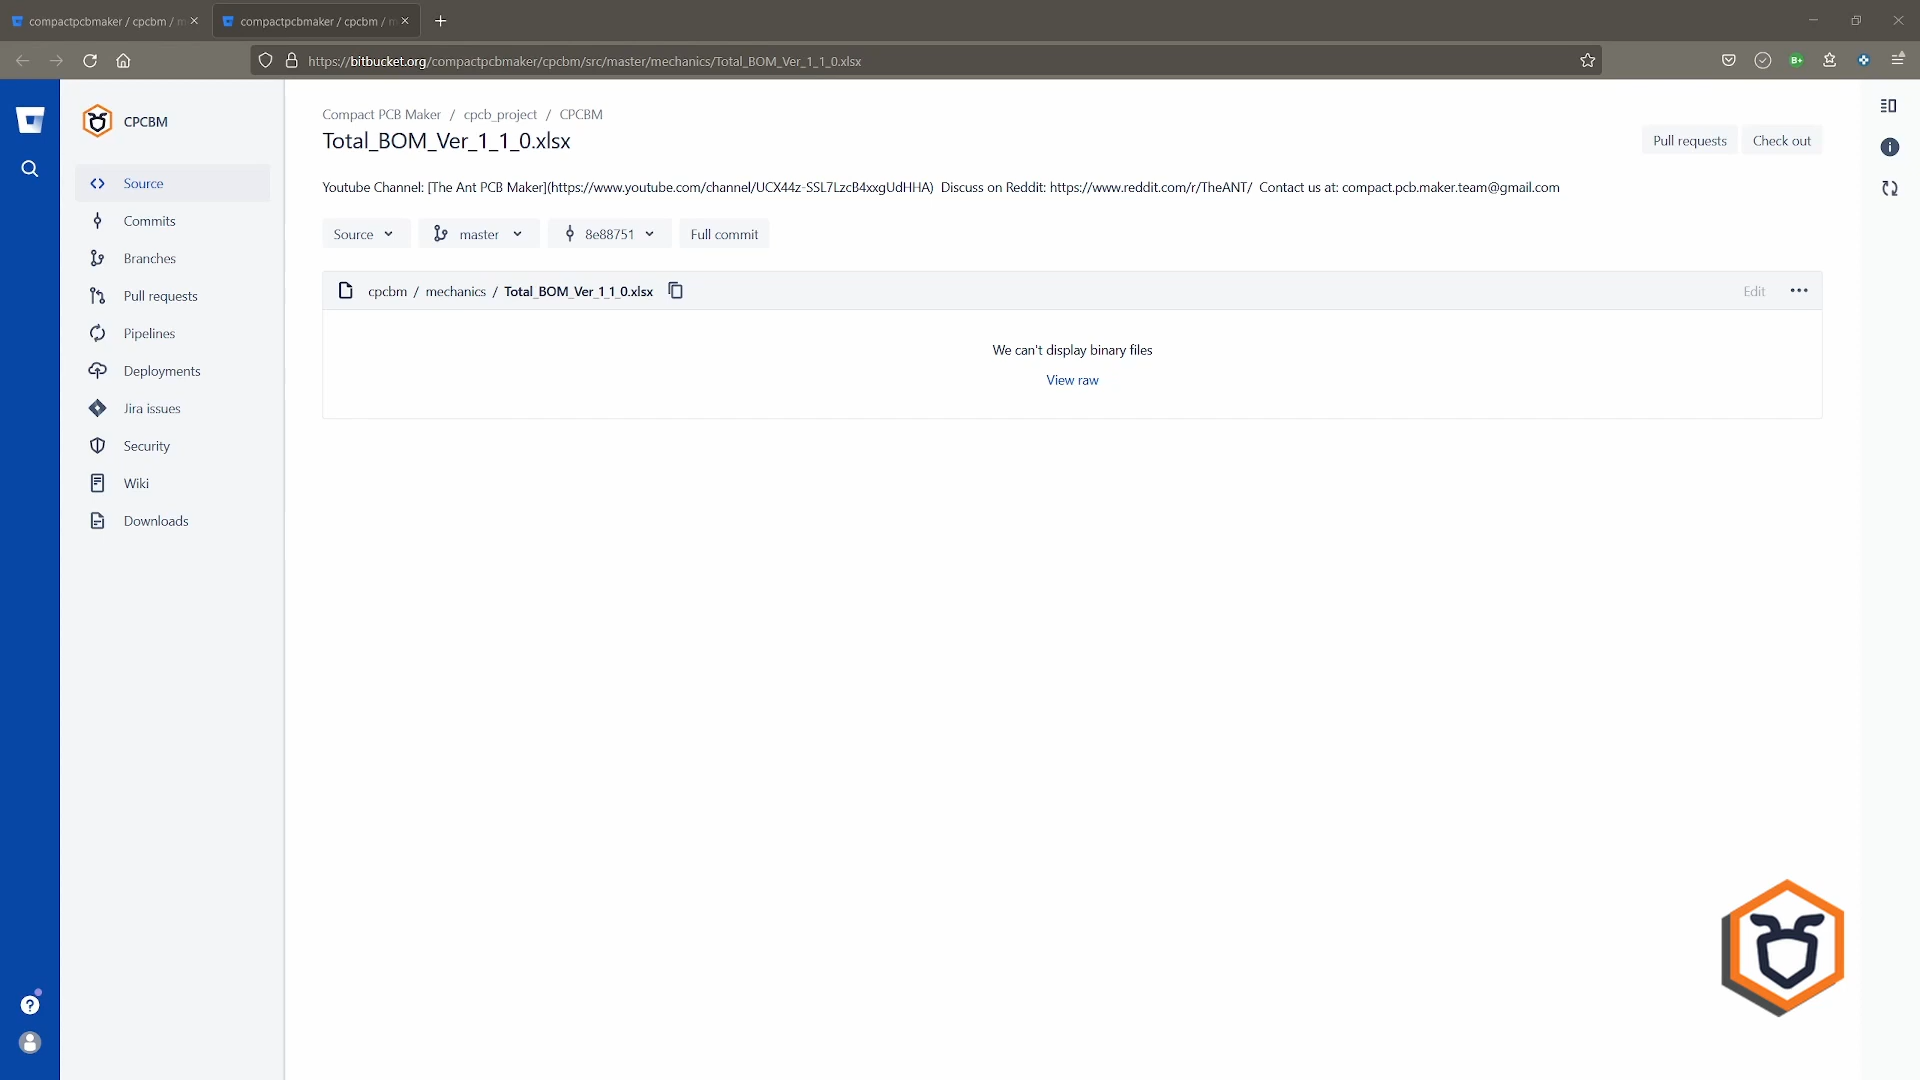 compactpcbmaker / cpcbm / m
compactpcbmaker / cpcbm / m
https://bitbucket.org/compactpcbmaker/cpcbm/src/master/mechanics/Total_BOM_Ver_1_1_0.xlsx
B+
CPCBM
Source
Commits
Branches
Pull requests
Pipelines
Deployments
Jira issues
Security
Wiki
Downloads
Compact PCB Maker / cpcb_project / CPCBM
Total_BOM_Ver_1_1_0.xlsx
Pull requests
Check out
Youtube Channel: [The Ant PCB Maker](https://www.youtube.com/channel/UCX44z-SSL7LzcB4xxgUdHHA) Discuss on Reddit: https://www.reddit.com/r/TheANT/ Contact us at: compact.pcb.maker.team@gmail.com
Source master 8e88751 Full commit
cpcbm / mechanics / Total_BOM_Ver_1_1_0.xlsx
Edit
We can't display binary files
View raw